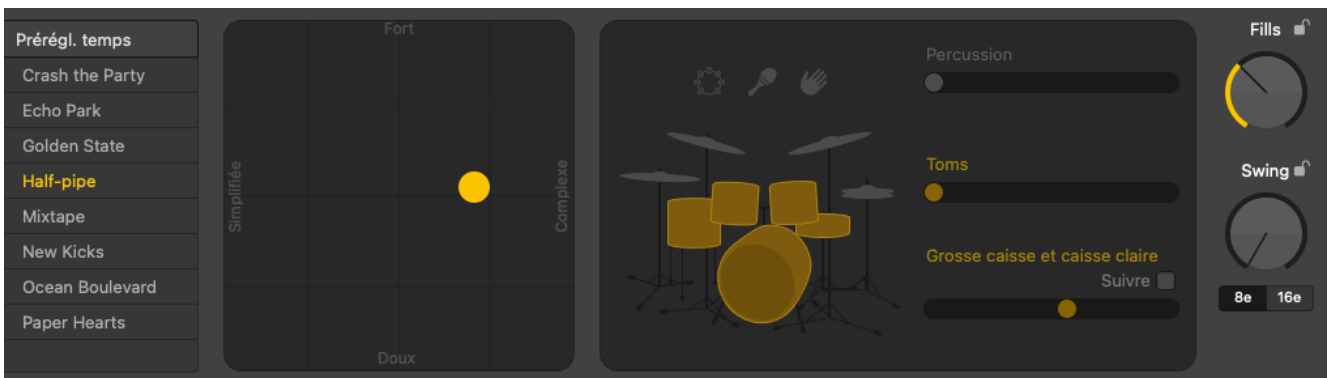 Prérégl. temps
Crash the Party
Echo Park
Golden State
Half-pipe
Mixtape
New Kicks
Ocean Boulevard
Paper Hearts
Fort
Simplifiée
Complexe
Doux
Percussion
Toms
Grosse caisse et caisse claire
Suivre
Fills
Swing
8e 16e